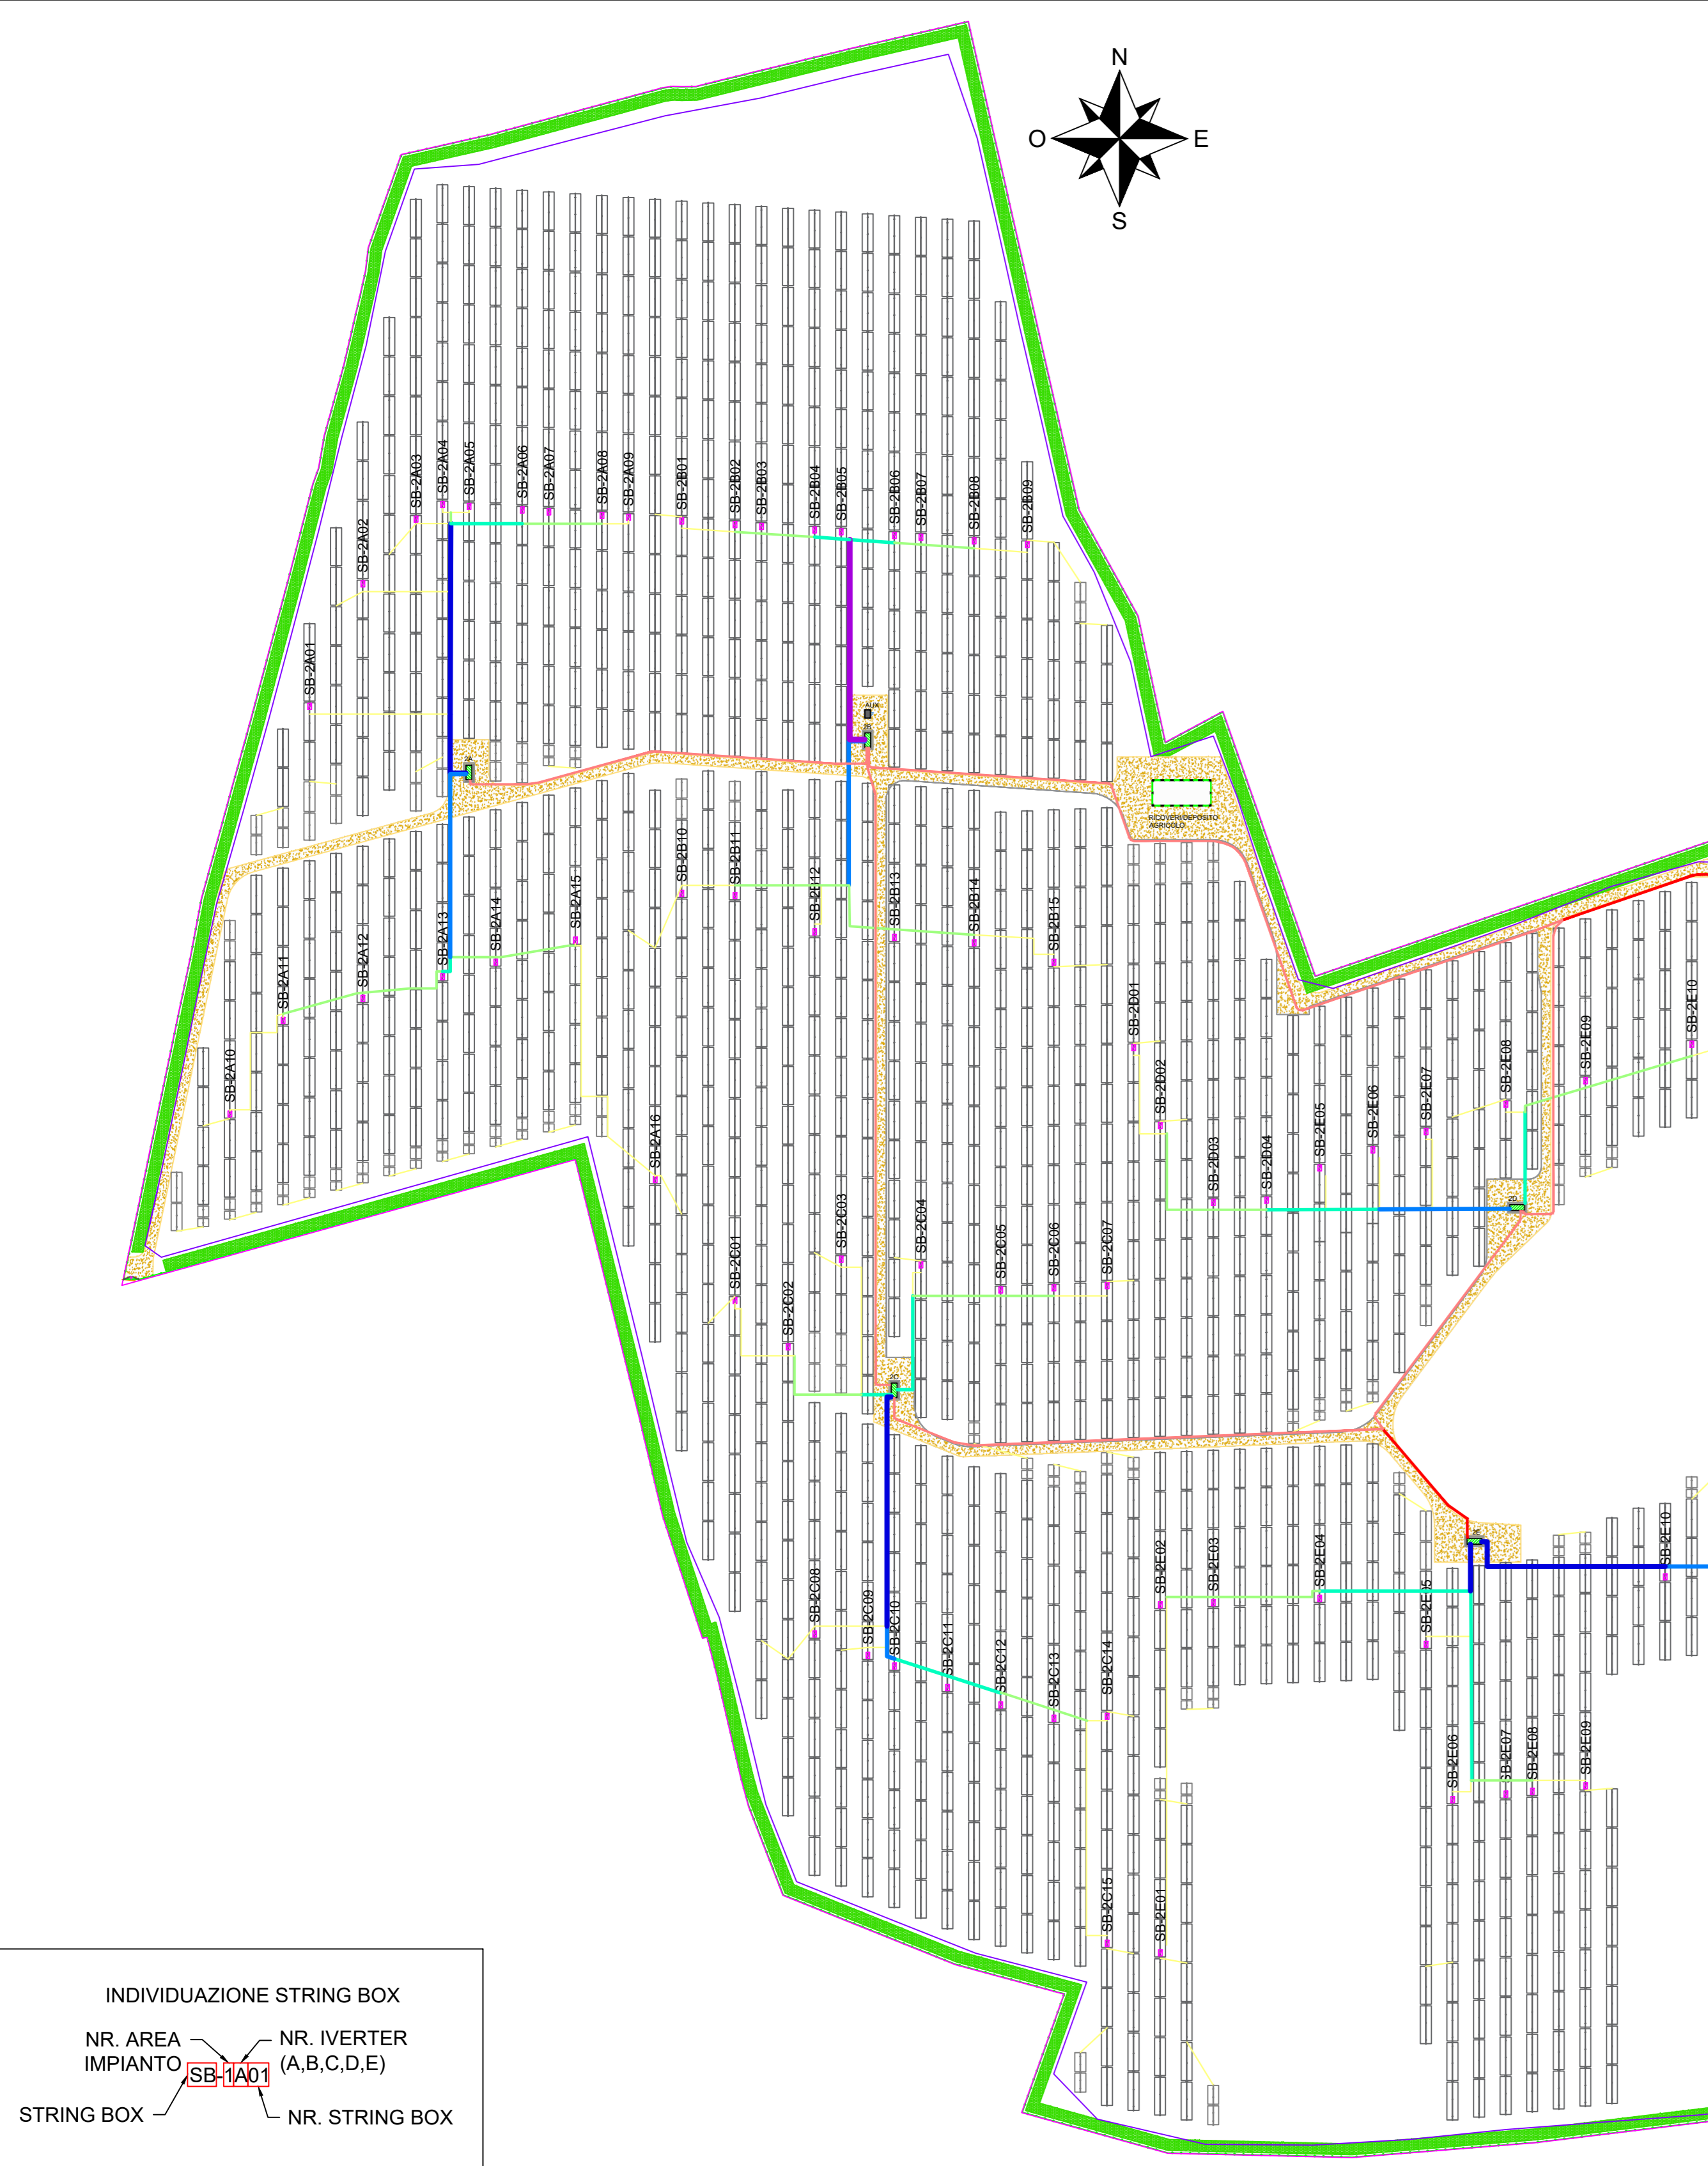 N
O
E
S
SB-2A03
SB-2A04
SB-2A05
SB-2A06
SB-2A07
SB-2A08
SB-2A09
SB-2B01
SB-2B02
SB-2B03
SB-2B04
SB-2B05
SB-2B06
SB-2B07
SB-2B08
SB-2B09
SB-2A02
SB-2A01
AUX
2A
RICOVERI/DEPOSITO
AGRICOLO
SB-2B10
SB-2B11
SB-2B12
SB-2B13
SB-2B14
SB-2B15
SB-2A10
SB-2A11
SB-2A12
SB-2A13
SB-2A14
SB-2A15
SB-2A16
SB-2D01
SB-2D02
SB-2D03
SB-2D04
SB-2E05
SB-2E06
SB-2E07
SB-2E08
SB-2E09
SB-2E10
2D
SB-2C01
SB-2C02
SB-2C03
SB-2C04
SB-2C05
SB-2C06
SB-2C07
2C
SB-2C08
SB-2C09
SB-2C10
SB-2C11
SB-2C12
SB-2C13
SB-2C14
SB-2C15
SB-2E01
SB-2E02
SB-2E03
SB-2E04
2E
SB-2E05
SB-2E10
SB-2E06
SB-2E07
SB-2E08
SB-2E09
INDIVIDUAZIONE STRING BOX
NR. AREA
IMPIANTO
NR. IVERTER
(A,B,C,D,E)
SB-1A01
STRING BOX
NR. STRING BOX